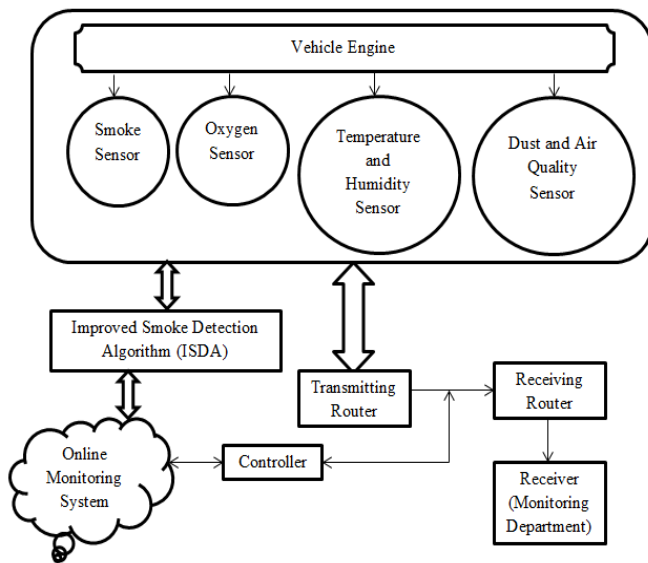 Vehicle Engine
Smoke
Sensor
Oxygen
Sensor
Temperature
and
Humidity
Sensor
Dust and Air
Quality
Sensor
Improved Smoke Detection
Algorithm (ISDA)
Transmitting
Router
Receiving
Router
Online
Monitoring
System
Controller
Receiver
(Monitoring
Department)